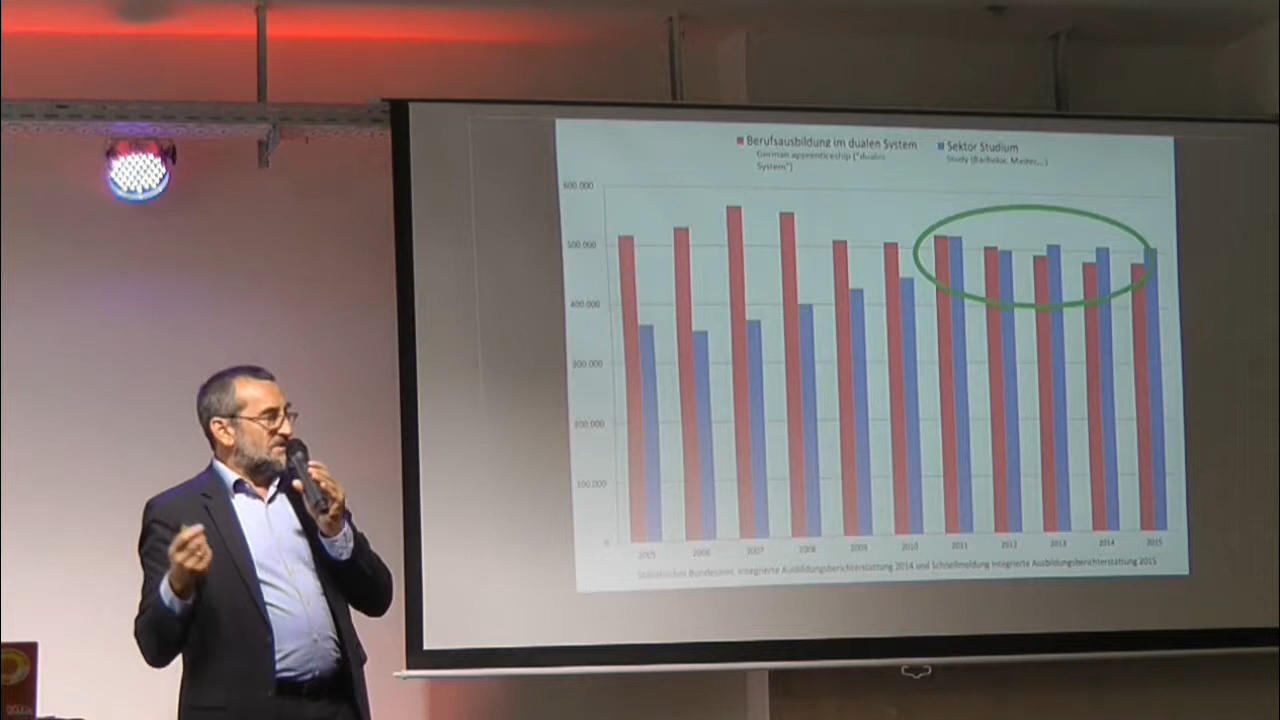 Berufsausbildung im dualen System
Sektor Studium
German apprenticeship ("duales
System")
Study (Bachelor, Master,...)
600.000
500.000
400.000
300.000
200.000
100.000
0
2005 2006 2007 2008 2009 2010 2011 2012 2013 2014 2015
Statistisches Bundesamt, Integrierte Ausbildungsberichterstattung 2014 und Schnellmeldung Integrierte Ausbildungsberichterstattung 2015